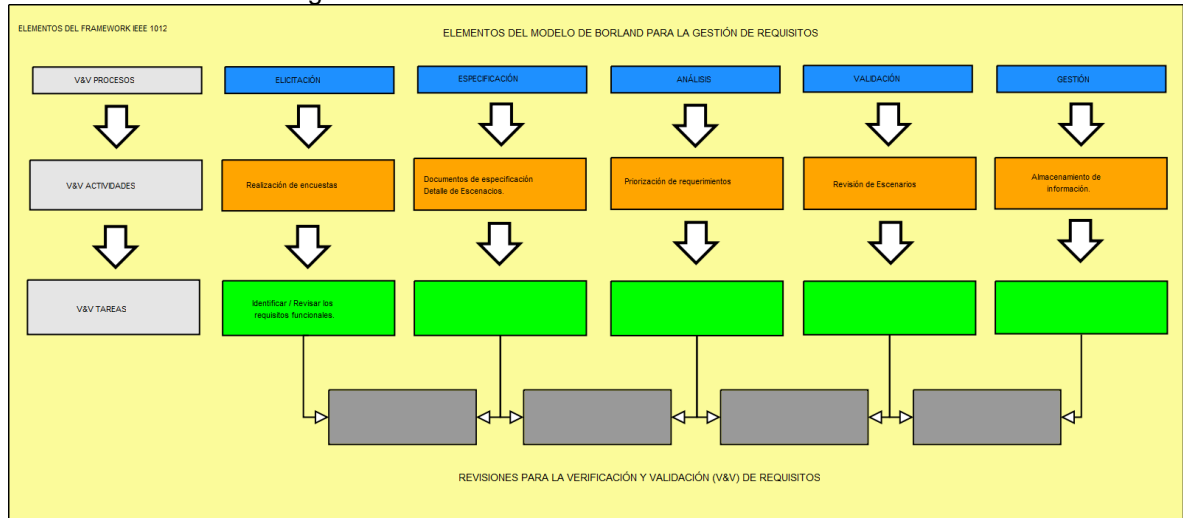 ELEMENTOS DEL FRAMEWORK IEEE 1012
ELEMENTOS DEL MODELO DE BORLAND PARA LA GESTIÓN DE REQUISITOS
V&V PROCESOS
ELICITACIÓN
ESPECIFICACIÓN
ANÁLISIS
VALIDACIÓN
GESTIÓN
V&V ACTIVIDADES
Realización de encuestas
Documentos de especificación
Detalle de Escenacios.
Priorización de requerimientos
Revisión de Escenarios
Almacenamiento de
información.
V&V TAREAS
Identificar / Revisar los
requisitos funcionales.
REVISIONES PARA LA VERIFICACIÓN Y VALIDACIÓN (V&V) DE REQUISITOS